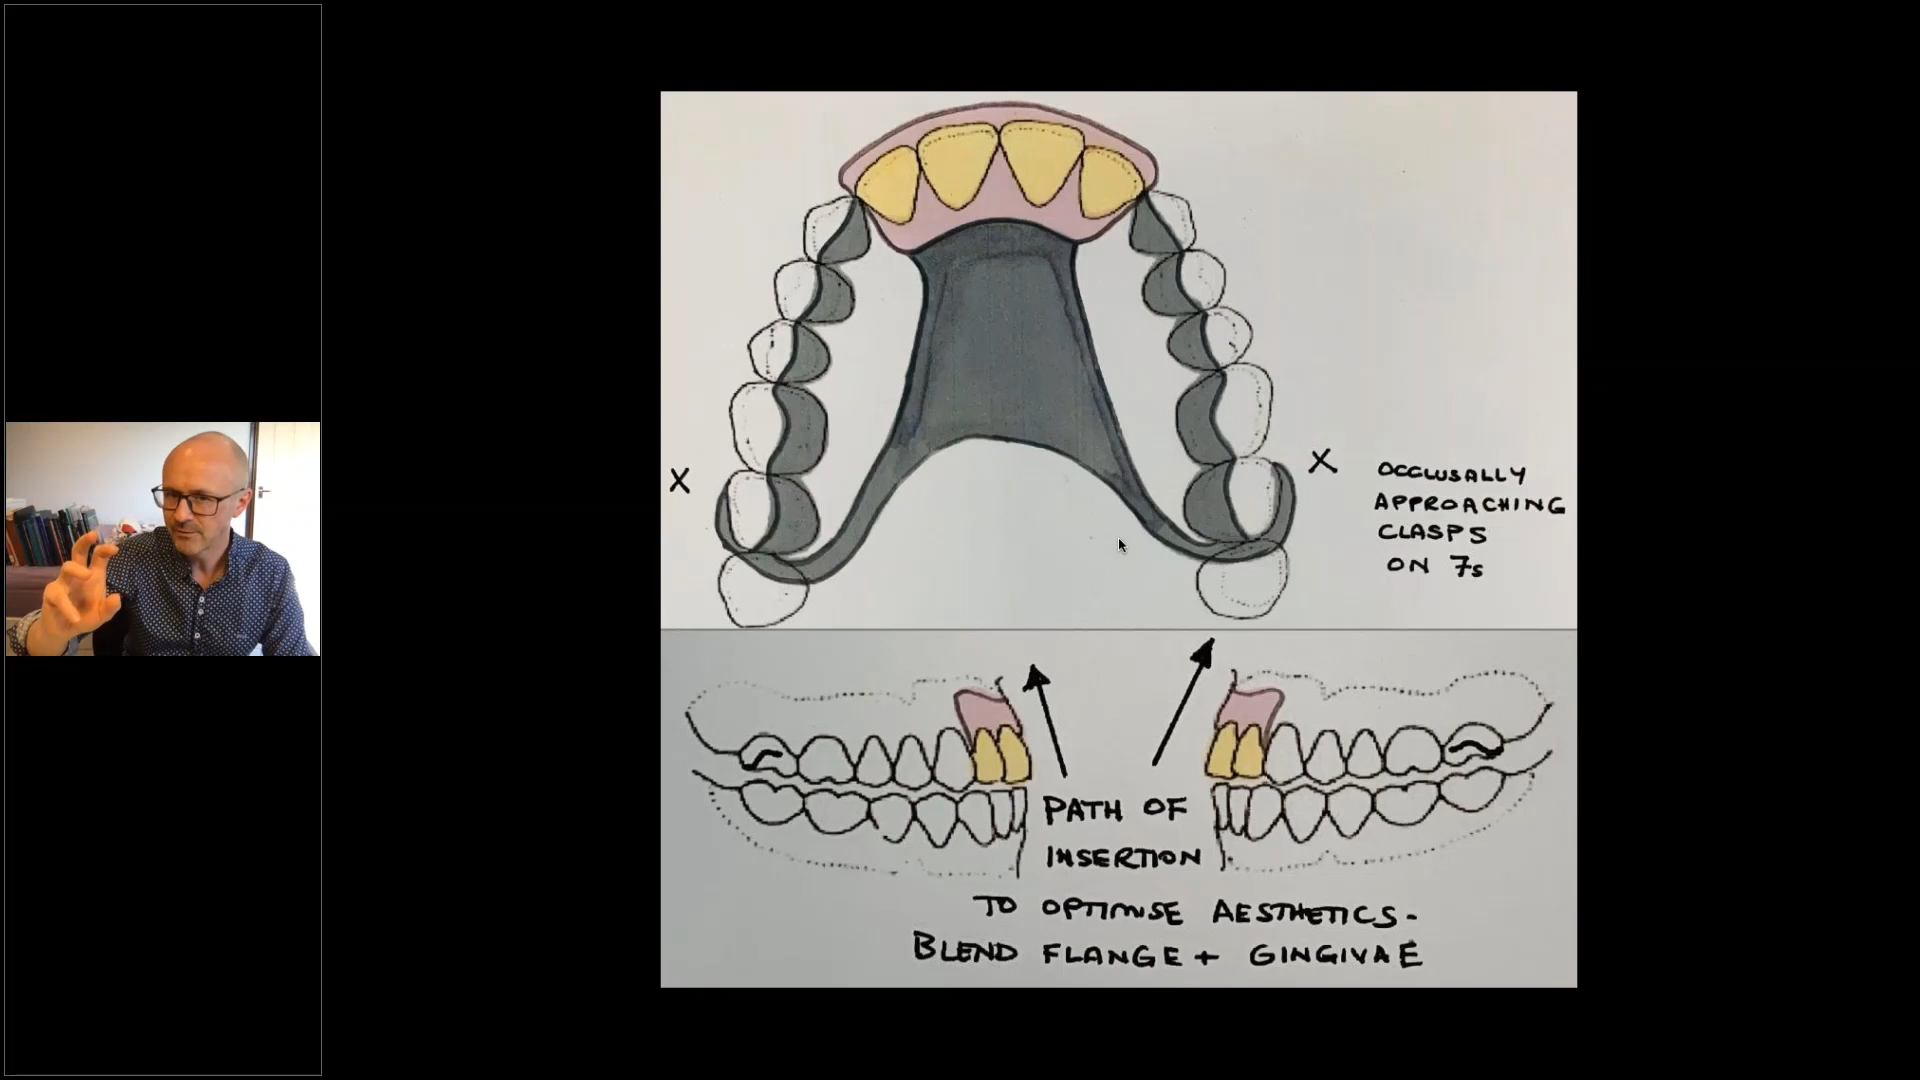 X
X
OCCLUSALLY
APPROACHING
CLASPS
ON 7s
PATH OF
INSERTION
TO OPTIMISE AESTHETICS-
BLEND FLANGE + GINGIVAE